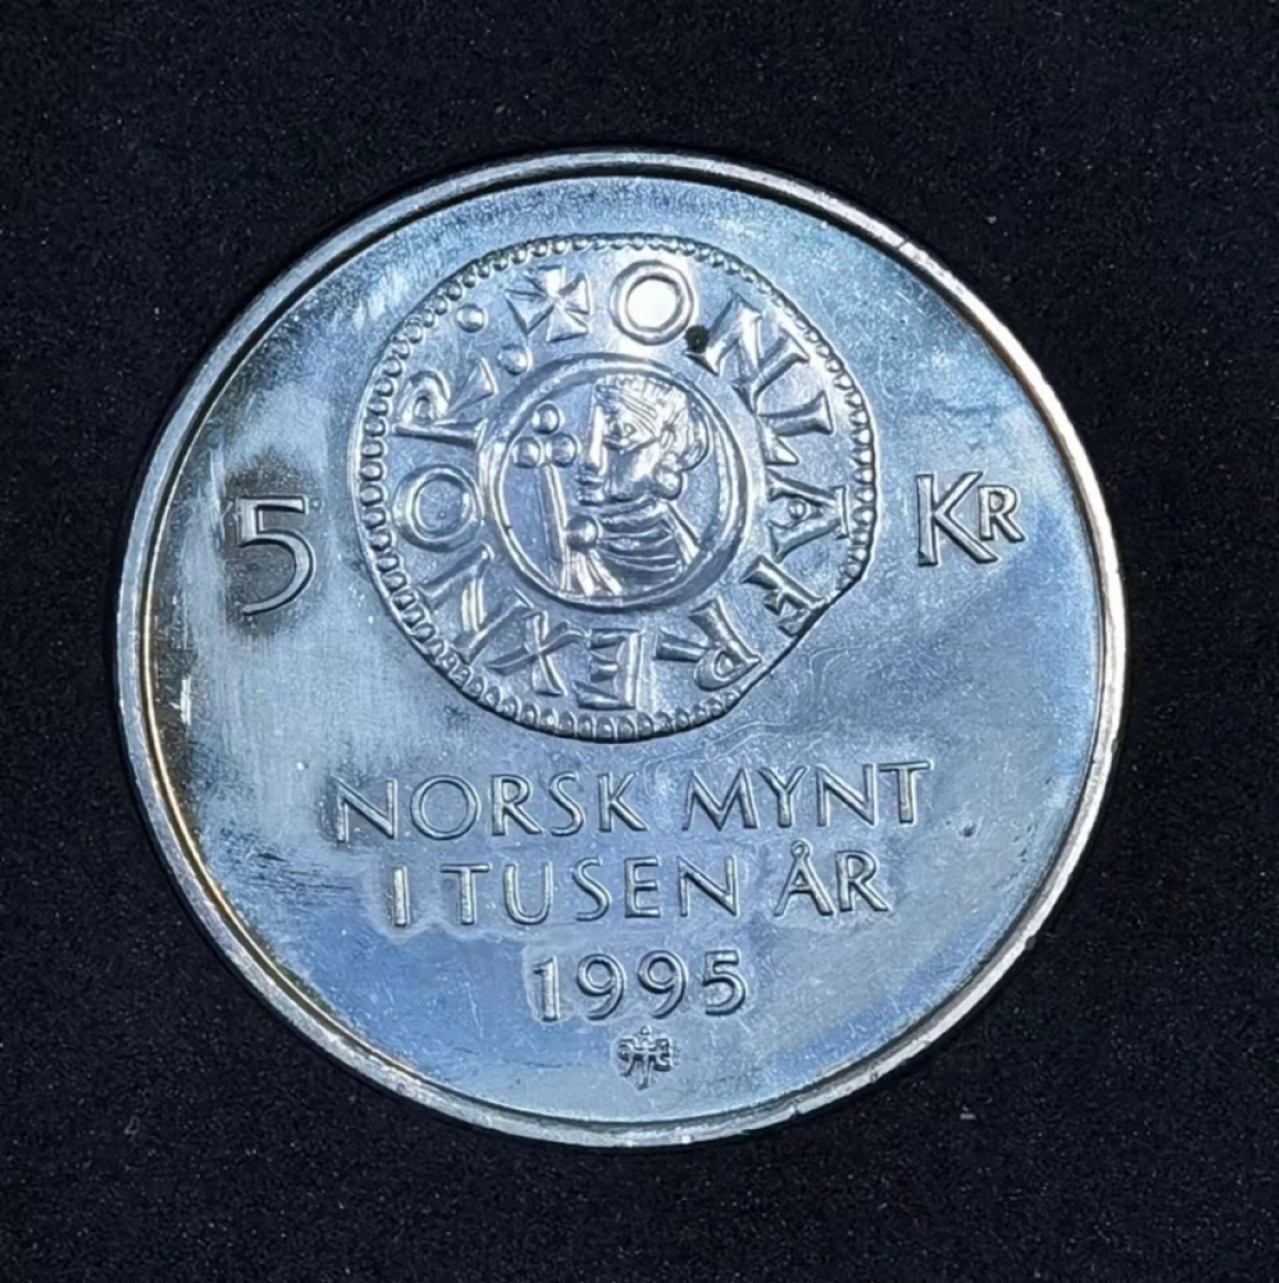 ONLAF REX NOR
5 KR
NORSK MYNT
I TUSEN ÅR
1995